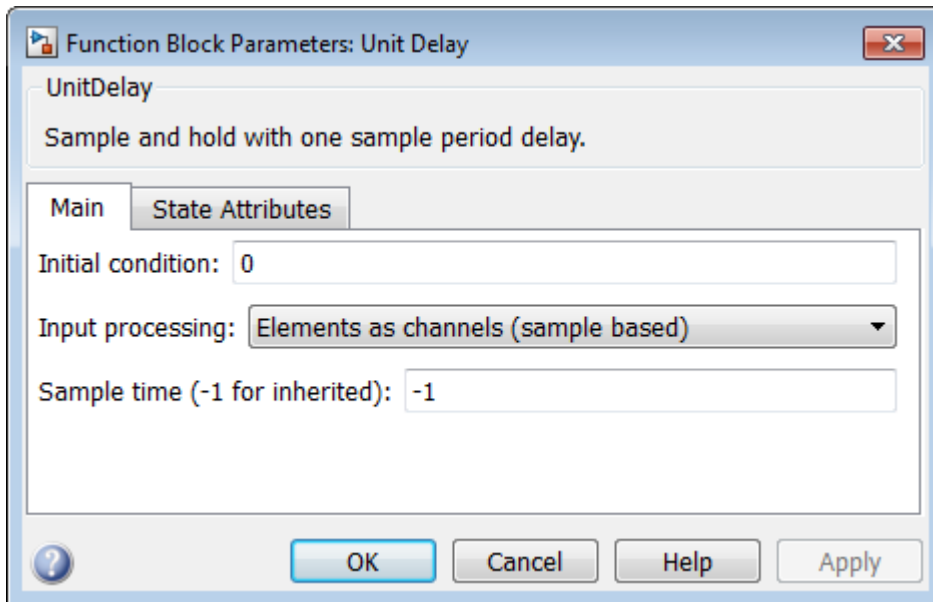 Function Block Parameters: Unit Delay
UnitDelay
Sample and hold with one sample period delay.
Main State Attributes
Initial condition: 0
Input processing: Elements as channels (sample based)
Sample time (-1 for inherited): -1
? OK Cancel Help Apply